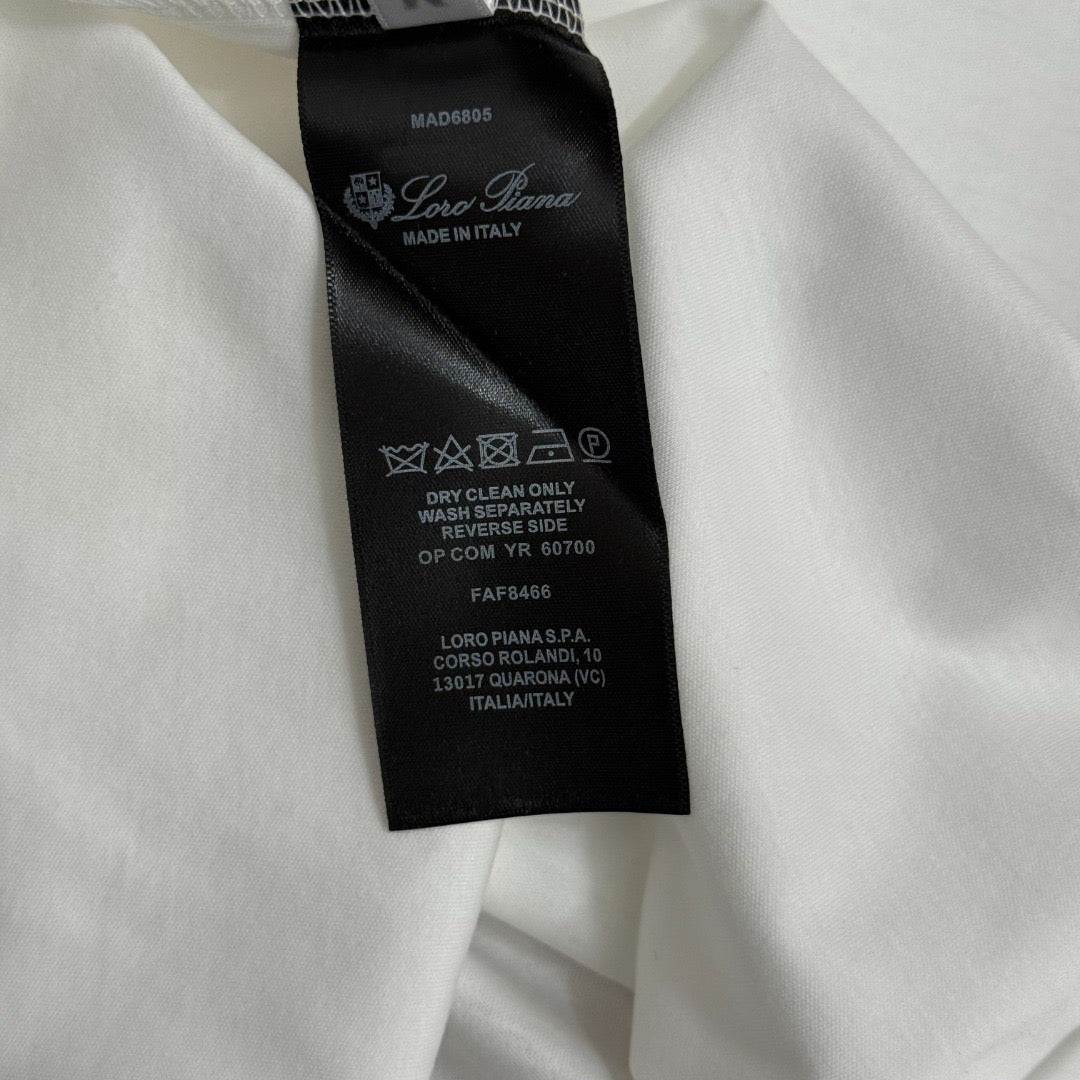 MAD6805
Loro Piana
MADE IN ITALY
P
DRY CLEAN ONLY
WASH SEPARATELY
REVERSE SIDE
OP COM YR 60700
FAF8466
LORO PIANA S.P.A.
CORSO ROLANDI, 10
13017 QUARONA (VC)
ITALIA/ITALY